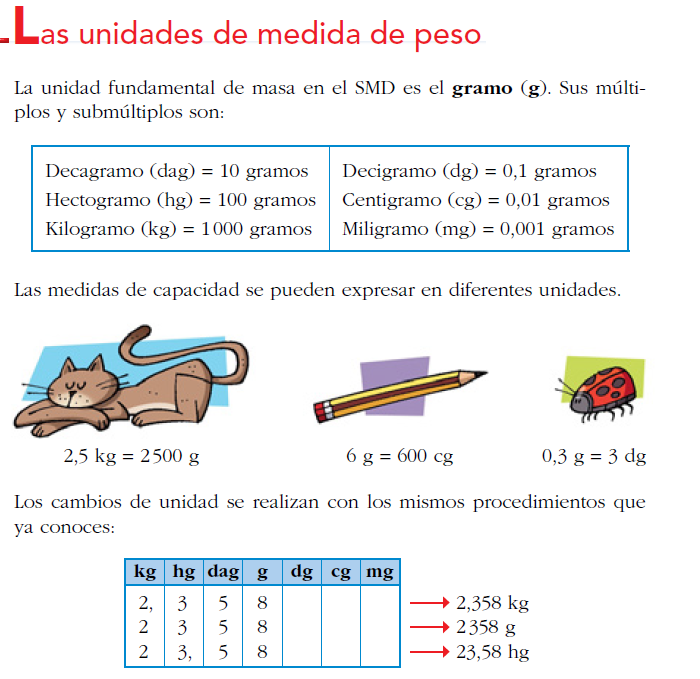 Las unidades de medida de peso
La unidad fundamental de masa en el SMD es el gramo (g). Sus múlti-
plos y submúltiplos son:
Decagramo (dag) = 10 gramos
Hectogramo (hg) = 100 gramos
Kilogramo (kg) = 1 000 gramos
Decigramo (dg) = 0,1 gramos
Centigramo (cg) = 0,01 gramos
Miligramo (mg) = 0,001 gramos
Las medidas de capacidad se pueden expresar en diferentes unidades.
2,5 kg = 2 500 g
6 g = 600 cg
0,3 g = 3 dg
Los cambios de unidad se realizan con los mismos procedimientos que
ya conoces:
kg hg dag g dg cg mg
2, 3 5 8 2,358 kg
2 3 5 8 2 358 g
2 3, 5 8 23,58 hg